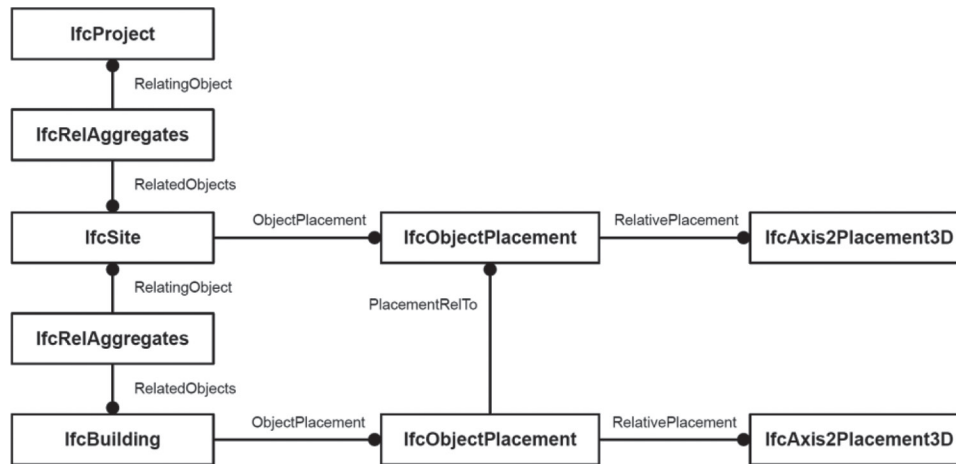 IfcProject
RelatingObject
IfcRelAggregates
RelatedObjects
IfcSite
ObjectPlacement
IfcObjectPlacement
RelativePlacement
IfcAxis2Placement3D
RelatingObject
PlacementRelTo
IfcRelAggregates
RelatedObjects
IfcBuilding
ObjectPlacement
IfcObjectPlacement
RelativePlacement
IfcAxis2Placement3D